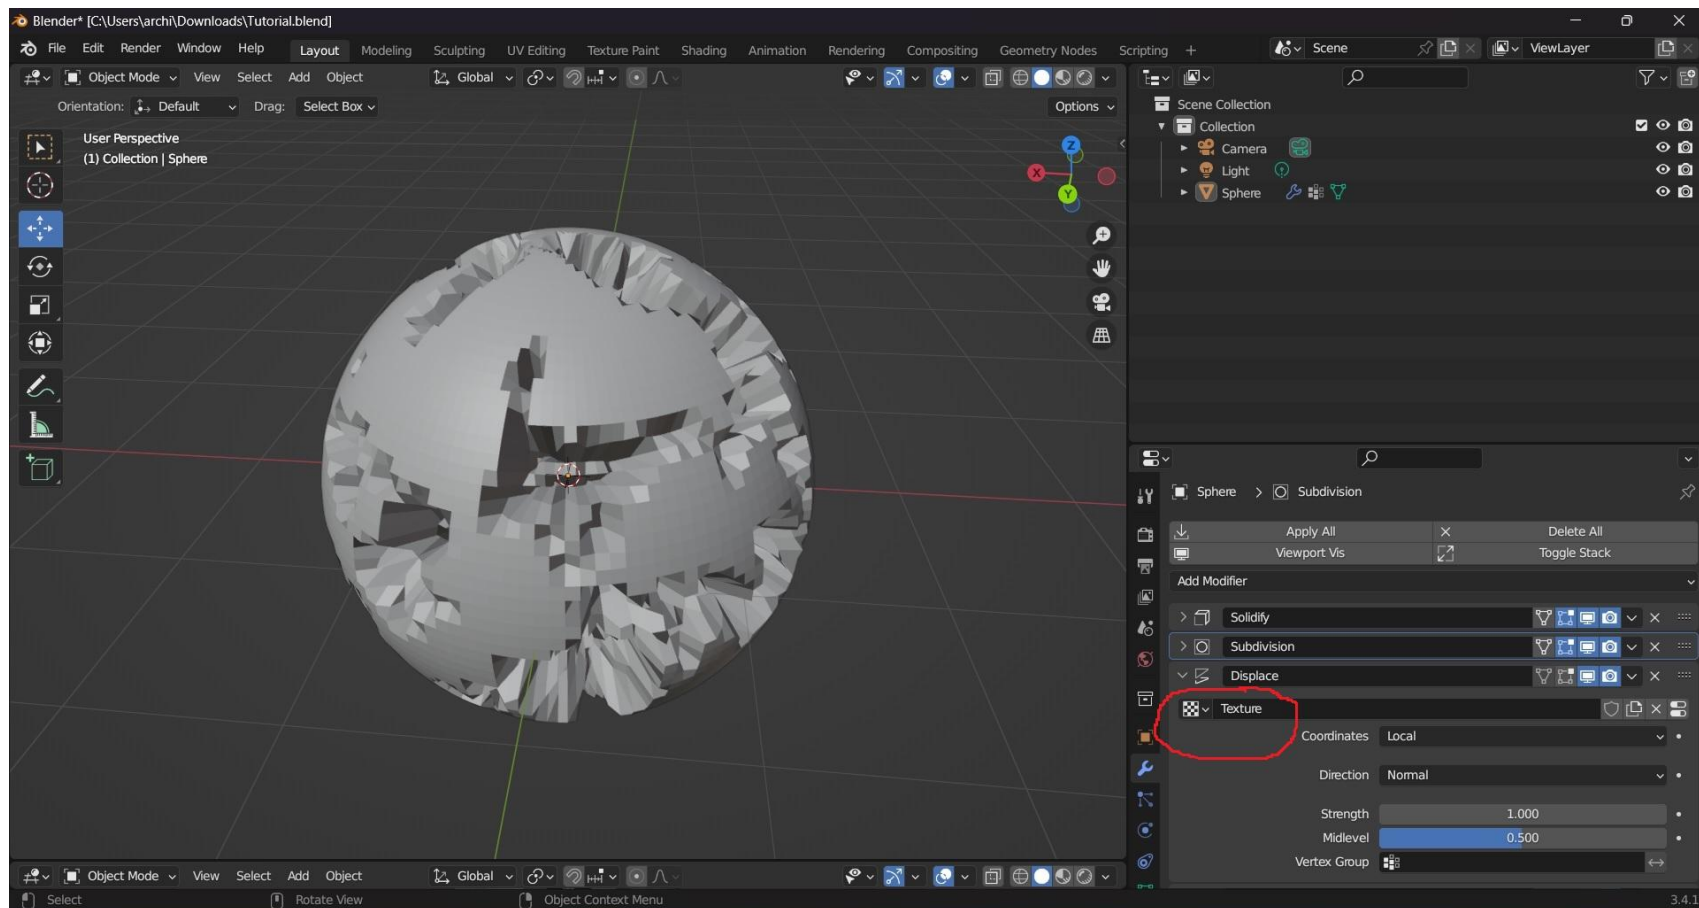 Blender* [C:\Users\archi\Downloads\Tutorial.blend]
File Edit Render Window Help Layout Modeling Sculpting UV Editing Texture Paint Shading Animation Rendering Compositing Geometry Nodes Scripting + Scene ViewLayer
Object Mode View Select Add Object Global
Orientation: Default Drag: Select Box Options
User Perspective
(1) Collection | Sphere
Z
X
Y
Scene Collection
Collection
Camera
Light
Sphere
Sphere > Subdivision
Apply All Delete All
Viewport Vis Toggle Stack
Add Modifier
Solidify
Subdivision
Displace
Texture
Coordinates Local
Direction Normal
Strength 1.000
Midlevel 0.500
Vertex Group
Object Mode View Select Add Object Global
Select Rotate View Object Context Menu 3.4.1